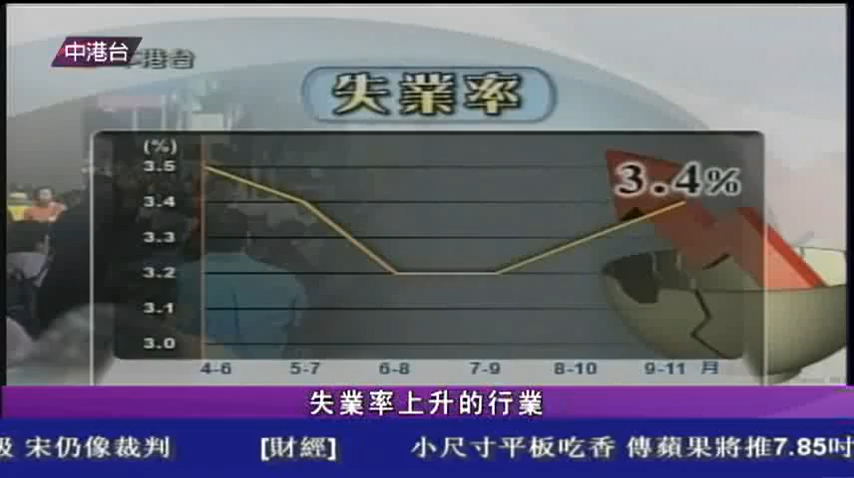 中港台
港台
失業率
(%)
3.5
3.4
3.3
3.2
3.1
3.0
3.4%
4-6 5-7 6-8 7-9 8-10 9-11 月
失業率上升的行業
宋仍像裁判 [財經] 小尺寸平板吃香 傳蘋果將推7.85吋